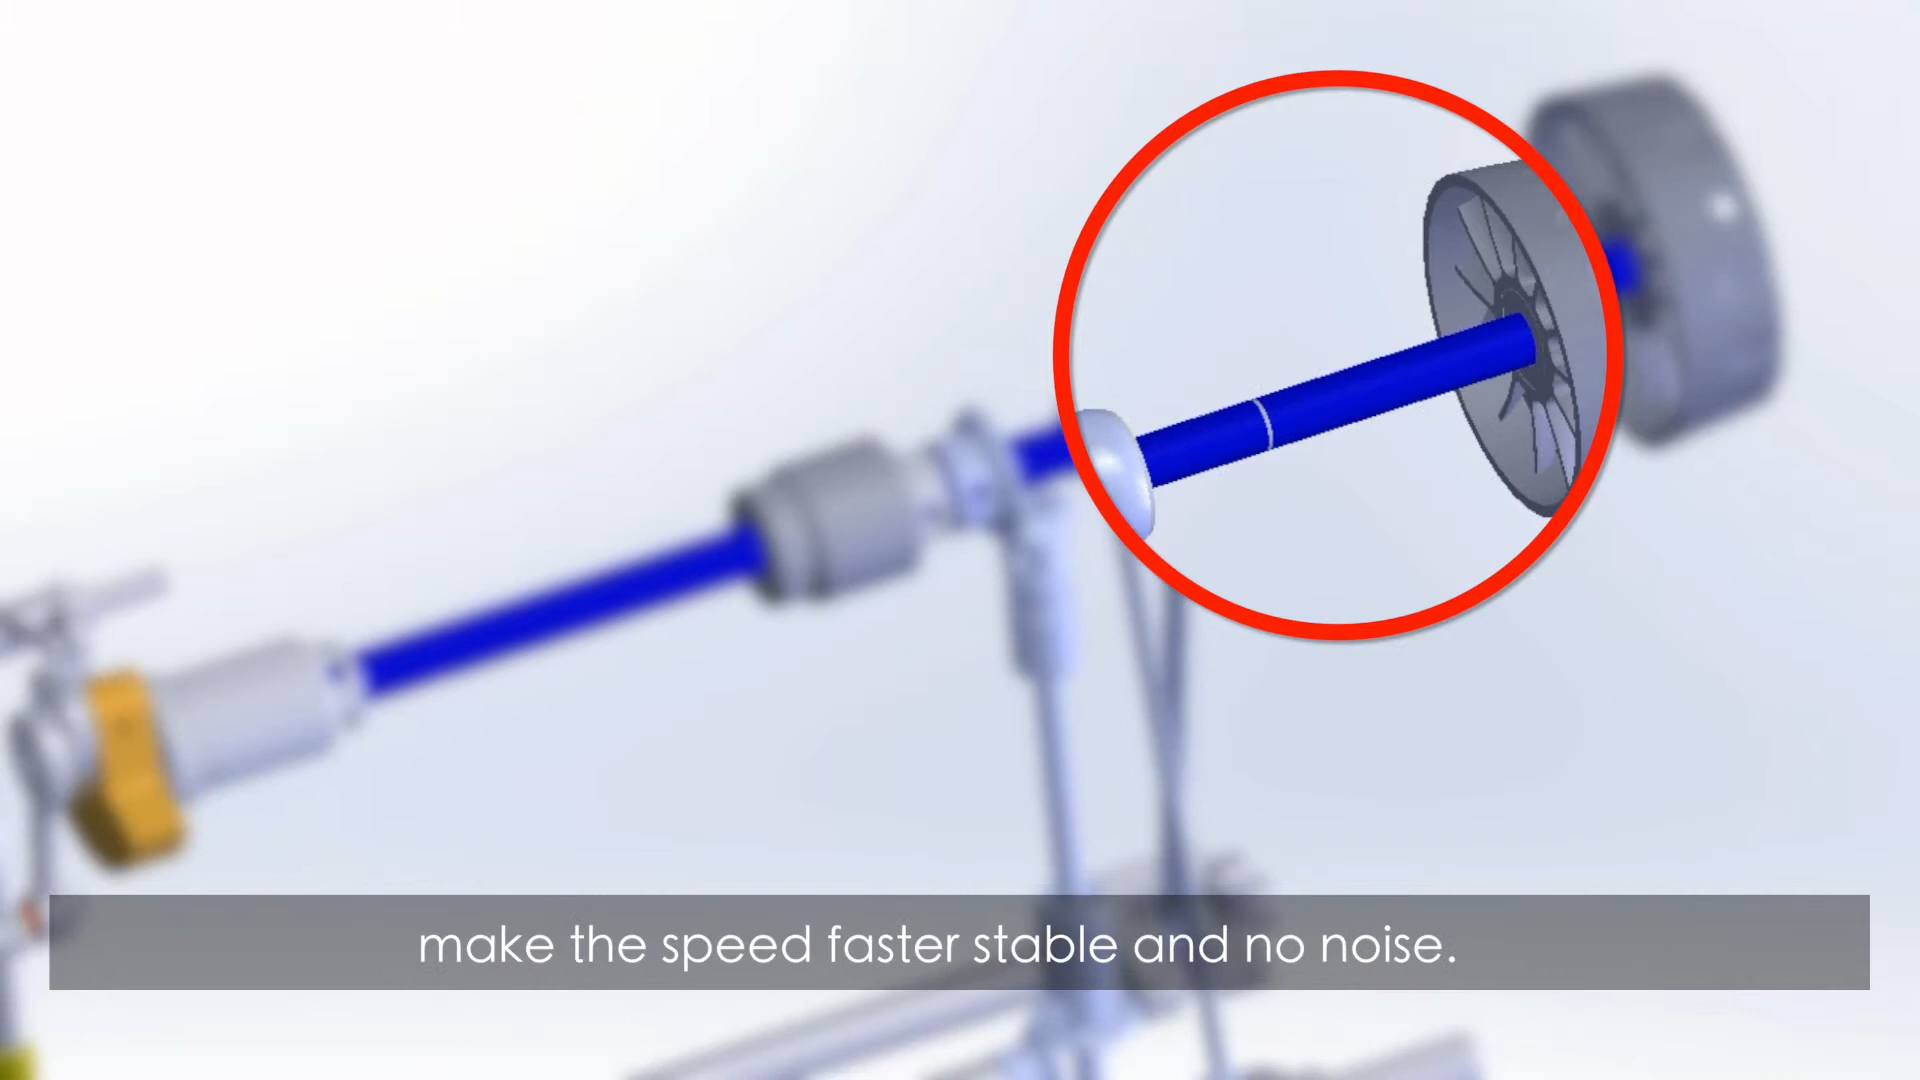 make the speed faster stable and no noise.